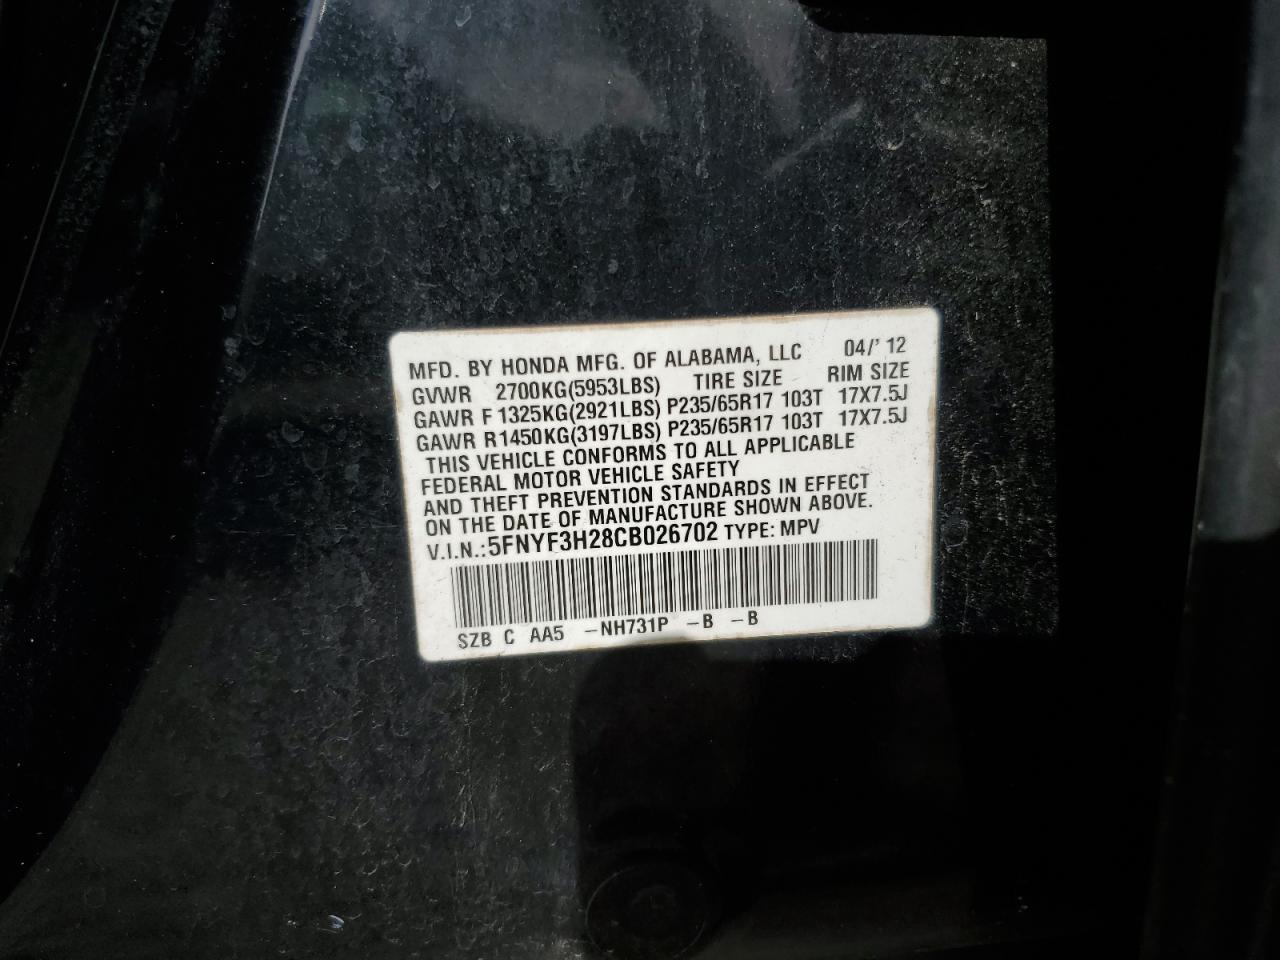 MFD. BY HONDA MFG. OF ALABAMA, LLC 04/' 12
GVWR 2700KG(5953LBS) TIRE SIZE RIM SIZE
GAWR F 1325KG(2921LBS) P235/65R17 103T 17X7.5J
GAWR R1450KG(3197LBS) P235/65R17 103T 17X7.5J
THIS VEHICLE CONFORMS TO ALL APPLICABLE
FEDERAL MOTOR VEHICLE SAFETY
AND THEFT PREVENTION STANDARDS IN EFFECT
ON THE DATE OF MANUFACTURE SHOWN ABOVE.
V.I.N.:5FNYF3H28CB026702 TYPE: MPV
SZB C AA5 -NH731P -B -B